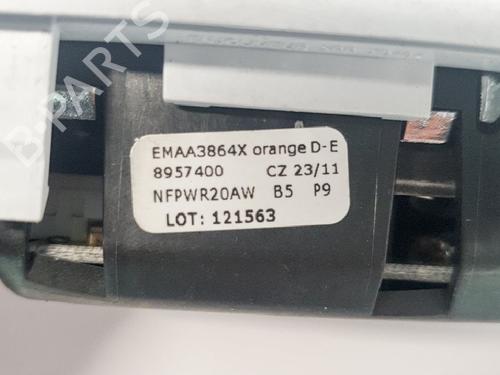 B-PARTS
EMAA3864X orange D-E
8957400 CZ 23/11
NFPWR20AW B5 P9
LOT: 121563